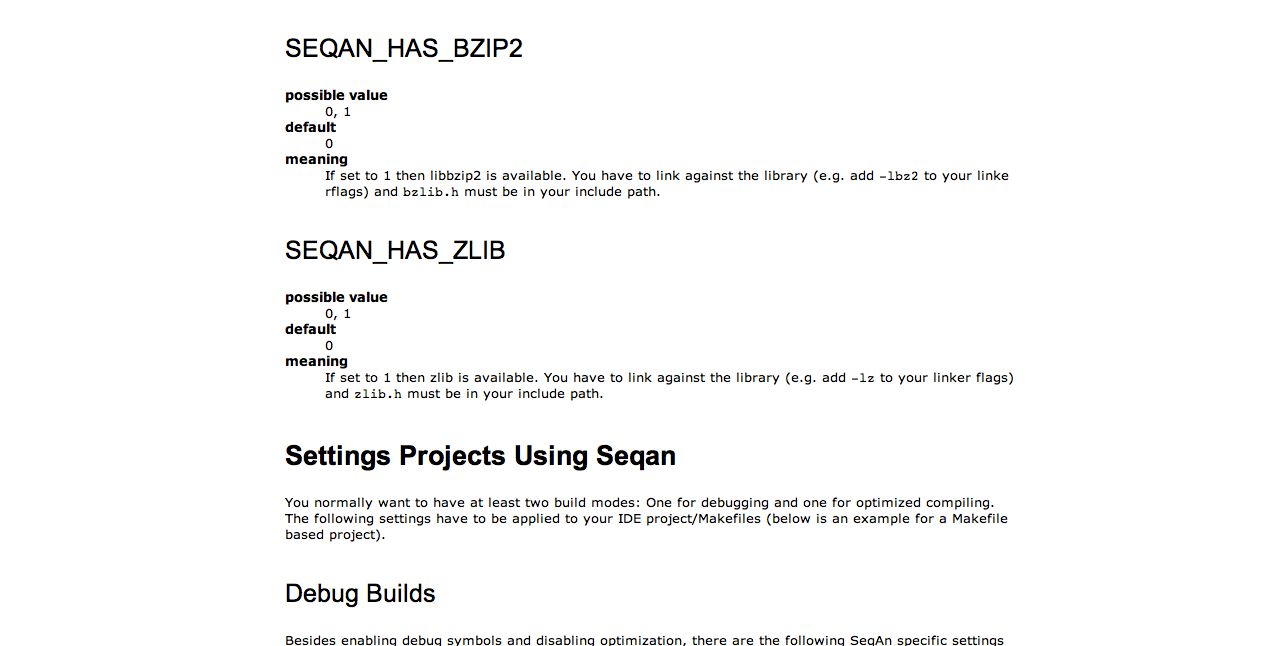 SEQAN_HAS_BZIP2
possible value
0, 1
default
0
meaning
If set to 1 then libbzip2 is available. You have to link against the library (e.g. add -lbz2 to your linke
rflags) and bzlib.h must be in your include path.
SEQAN_HAS_ZLIB
possible value
0, 1
default
0
meaning
If set to 1 then zlib is available. You have to link against the library (e.g. add -lz to your linker flags)
and zlib.h must be in your include path.
Settings Projects Using Seqan
You normally want to have at least two build modes: One for debugging and one for optimized compiling.
The following settings have to be applied to your IDE project/Makefiles (below is an example for a Makefile
based project).
Debug Builds
Besides enabling debug symbols and disabling optimization, there are the following SeqAn specific settings